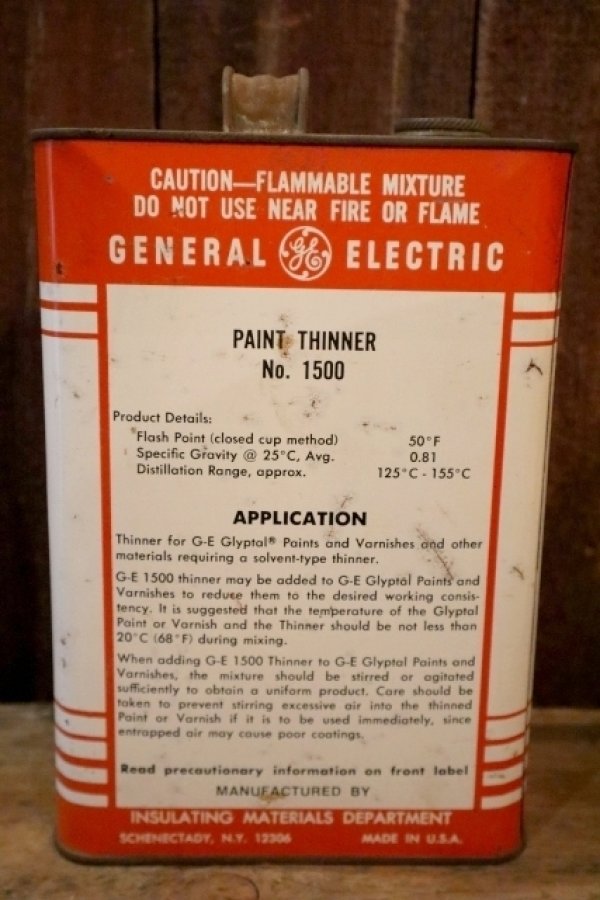 CAUTION—FLAMMABLE MIXTURE
DO NOT USE NEAR FIRE OR FLAME
GENERAL GE ELECTRIC
PAINT THINNER
No. 1500
Product Details:
Flash Point (closed cup method) 50°F
Specific Gravity @ 25°C, Avg. 0.81
Distillation Range, approx. 125°C - 155°C
APPLICATION
Thinner for G-E Glyptal® Paints and Varnishes and other
materials requiring a solvent-type thinner.
G-E 1500 thinner may be added to G-E Glyptal Paints and
Varnishes to reduce them to the desired working consis-
tency. It is suggested that the temperature of the Glyptal
Paint or Varnish and the Thinner should be not less than
20°C (68°F) during mixing.
When adding G-E 1500 Thinner to G-E Glyptal Paints and
Varnishes, the mixture should be stirred or agitated
sufficiently to obtain a uniform product. Care should be
taken to prevent stirring excessive air into the thinned
Paint or Varnish if it is to be used immediately, since
entrapped air may cause poor coatings.
Read precautionary information on front label
MANUFACTURED BY
INSULATING MATERIALS DEPARTMENT
SCHENECTADY, N.Y. 12306 MADE IN U.S.A.